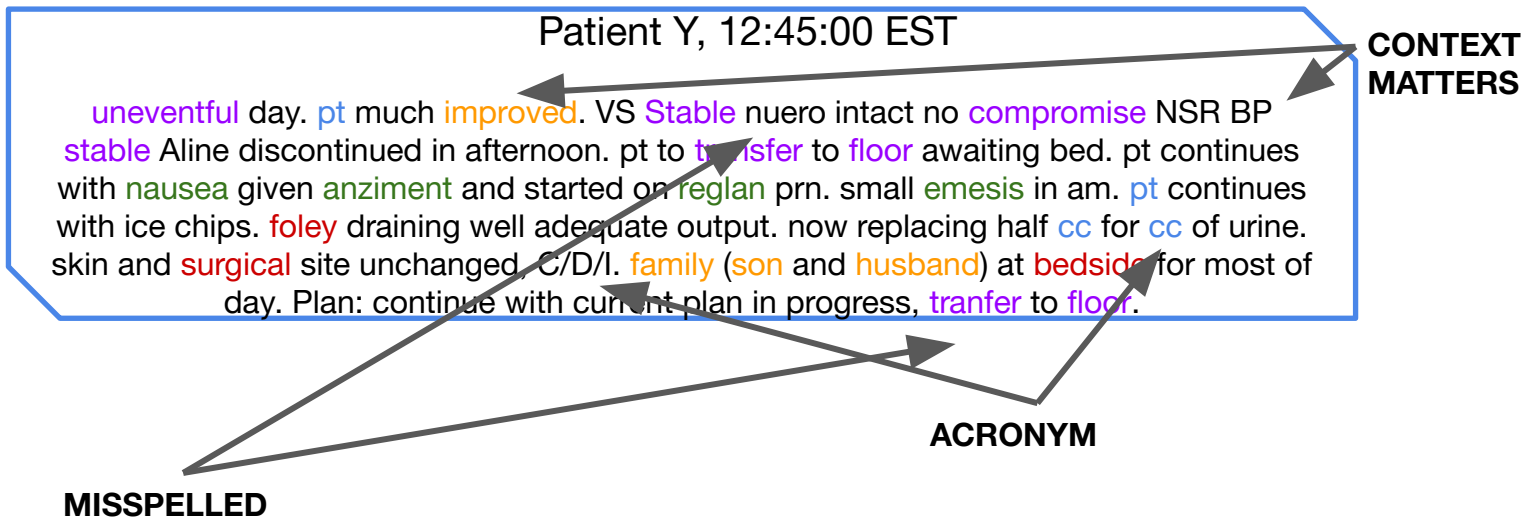 Patient Y, 12:45:00 EST
CONTEXT
MATTERS
uneventful day. pt much improved. VS Stable nuero intact no compromise NSR BP
stable Aline discontinued in afternoon. pt to transfer to floor awaiting bed. pt continues
with nausea given anziment and started on reglan prn. small emesis in am. pt continues
with ice chips. foley draining well adequate output. now replacing half cc for cc of urine.
skin and surgical site unchanged, C/D/I. family (son and husband) at bedside for most of
day. Plan: continue with current plan in progress, tranfer to floor.
ACRONYM
MISSPELLED